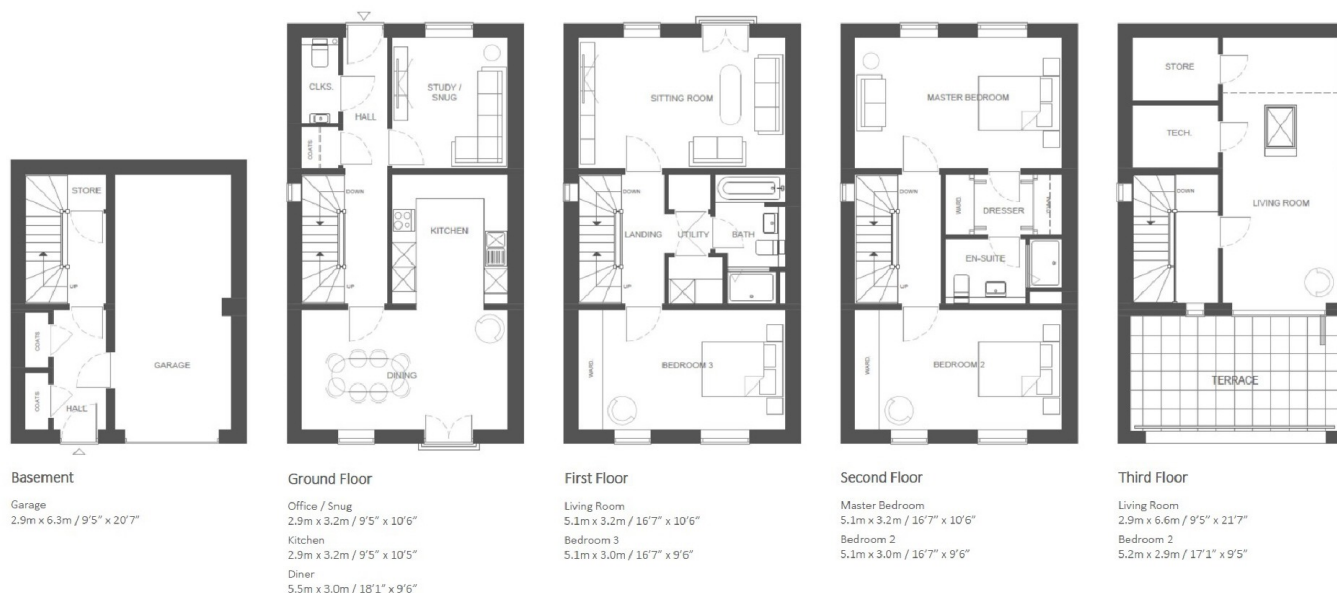 STORE
UP
COATS
COATS
HALL
GARAGE
Basement
Garage
2.9m x 6.3m / 9'5" x 20'7"
CLKS.
HALL
STUDY /
SNUG
COATS
DOWN
UP
KITCHEN
DINING
Ground Floor
Office / Snug
2.9m x 3.2m / 9'5" x 10'6"
Kitchen
2.9m x 3.2m / 9'5" x 10'5"
Diner
5.5m x 3.0m / 18'1" x 9'6"
SITTING ROOM
DOWN
LANDING
UTILITY
BATH
UP
WARD.
BEDROOM 3
First Floor
Living Room
5.1m x 3.2m / 16'7" x 10'6"
Bedroom 3
5.1m x 3.0m / 16'7" x 9'6"
MASTER BEDROOM
DOWN
WARD.
DRESSER
EN-SUITE
UP
WARD.
BEDROOM 2
Second Floor
Master Bedroom
5.1m x 3.2m / 16'7" x 10'6"
Bedroom 2
5.1m x 3.0m / 16'7" x 9'6"
STORE
TECH.
DOWN
LIVING ROOM
TERRACE
Third Floor
Living Room
2.9m x 6.6m / 9'5" x 21'7"
Bedroom 2
5.2m x 2.9m / 17'1" x 9'5"